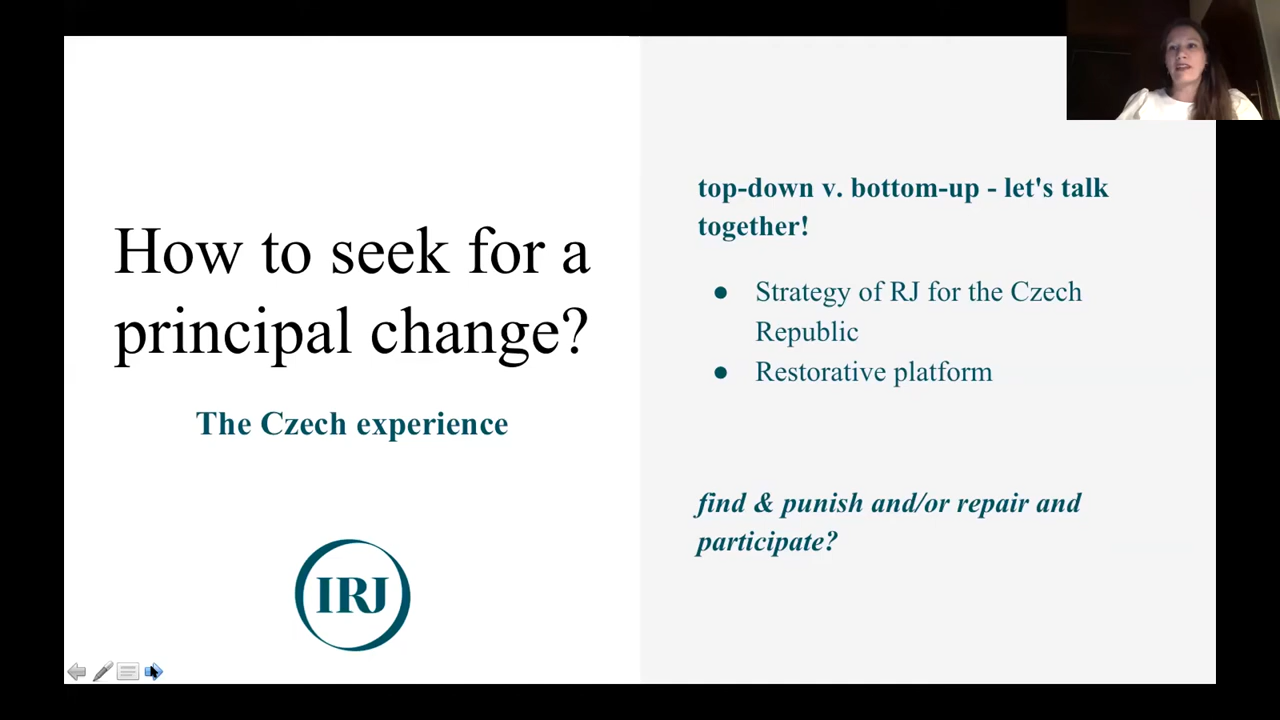 How to seek for a
principal change?
The Czech experience
IRJ
top-down v. bottom-up - let's talk
together!
● Strategy of RJ for the Czech
Republic
● Restorative platform
find & punish and/or repair and
participate?